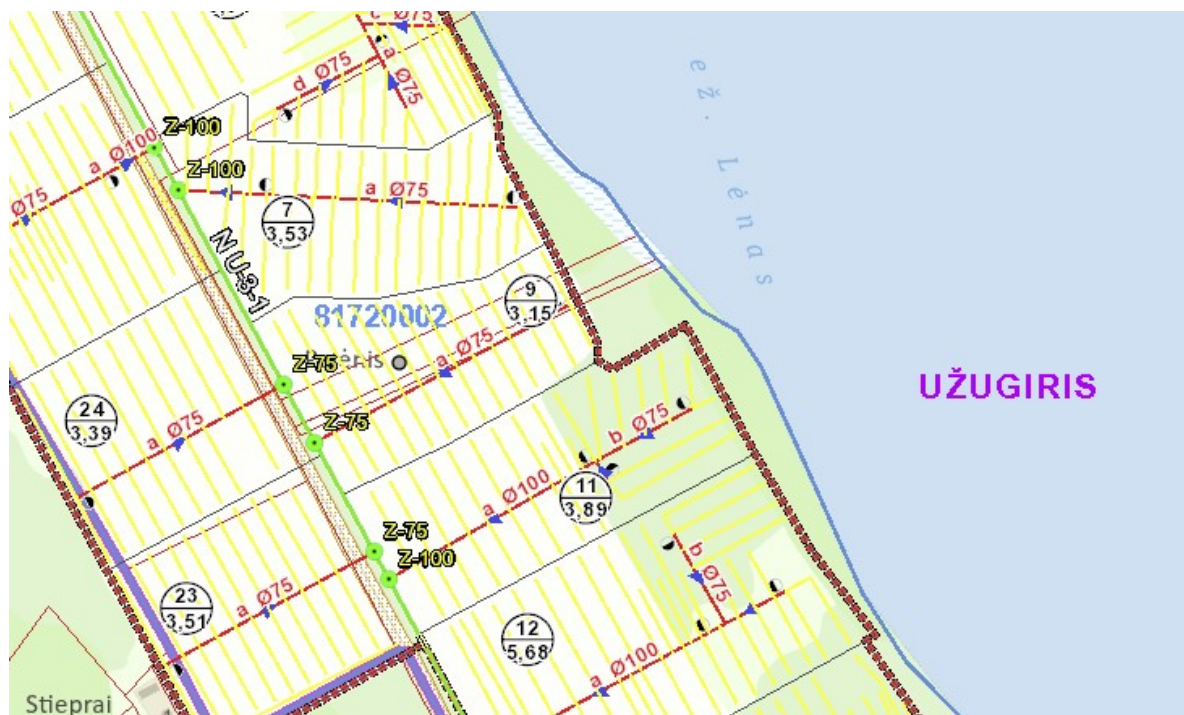 c Ø75
a Ø75
d Ø75
ež. Lėnas
Z-100
a Ø100
Z-100
Ø75
a Ø75
7
3,53
N U-3-1
9
3,15
81720002
a Ø75
Z-75
UŽUGIRIS
24
3,39
a Ø75
Z-75
b Ø75
11
3,89
a Ø100
Z-75
Z-100
b Ø75
23
3,51
a Ø75
12
5,68
a Ø100
Stieprai